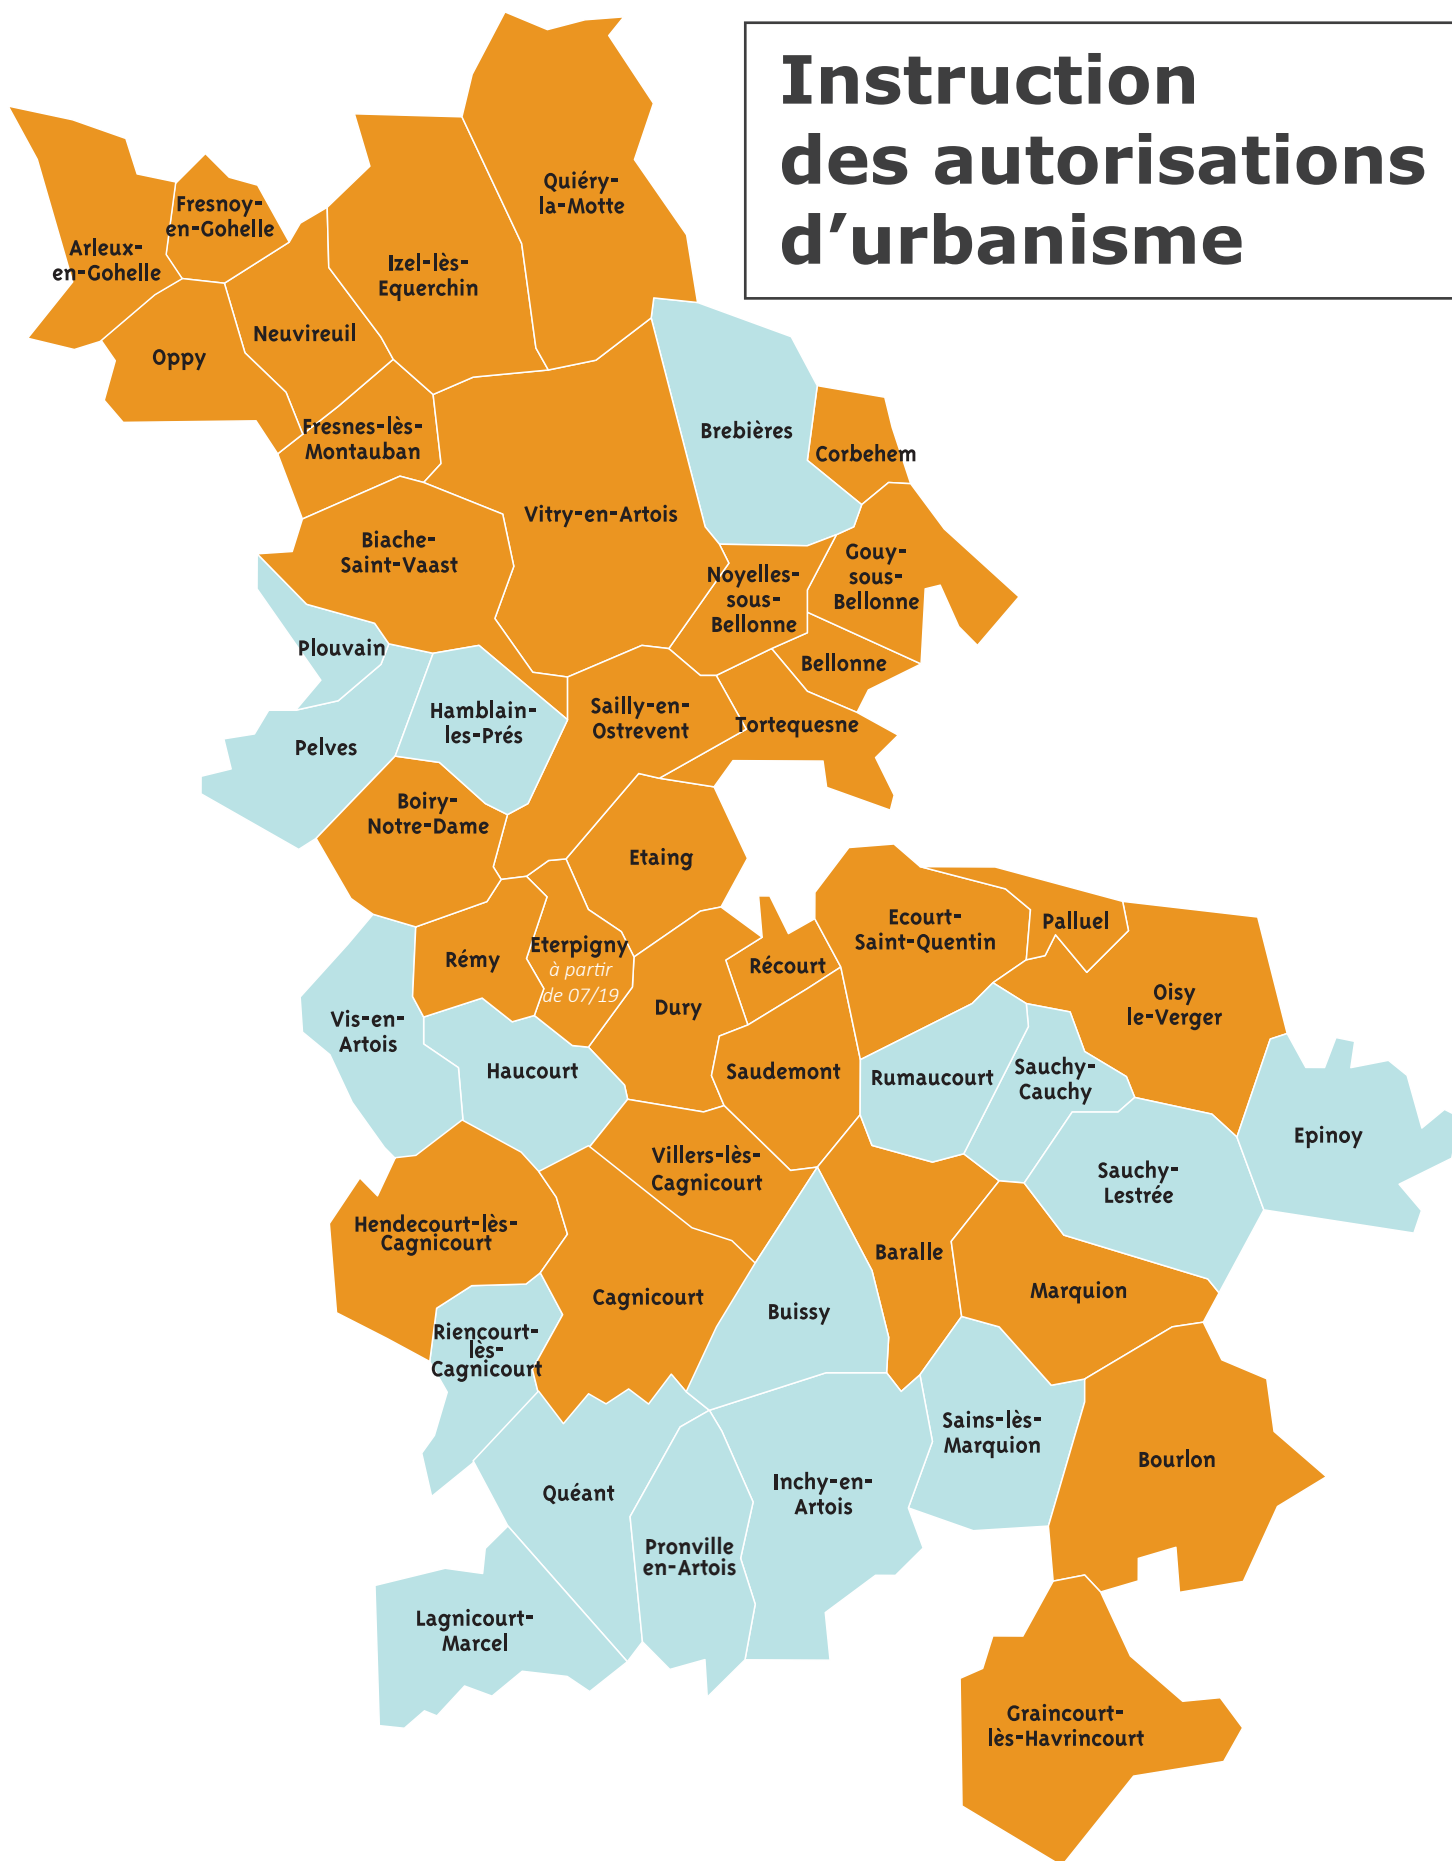 Instruction
des autorisations
d’urbanisme
Quiéry-
la-Motte
Fresnoy-
en-Gohelle
Arleux-
en-Gohelle
Izel-lès-
Equerchin
Neuvireuil
Oppy
Fresnes-lès-
Montauban
Brebières
Corbehem
Vitry-en-Artois
Biache-
Saint-Vaast
Gouy-
sous-
Bellonne
Noyelles-
sous-
Bellonne
Plouvain
Bellonne
Hamblain-
les-Prés
Sailly-en-
Ostrevent
Tortequesne
Pelves
Boiry-
Notre-Dame
Etaing
Ecourt-
Saint-Quentin
Palluel
Rémy
Eterpigny
à partir
de 07/19
Récourt
Dury
Oisy
le-Verger
Vis-en-
Artois
Haucourt
Saudemont
Rumaucourt
Sauchy-
Cauchy
Epinoy
Villers-lès-
Cagnicourt
Sauchy-
Lestrée
Hendecourt-lès-
Cagnicourt
Baralle
Cagnicourt
Buissy
Marquion
Riencourt-
lès-
Cagnicourt
Sains-lès-
Marquion
Bourlon
Quéant
Inchy-en-
Artois
Pronville
en-Artois
Lagnicourt-
Marcel
Graincourt-
lès-Havrincourt